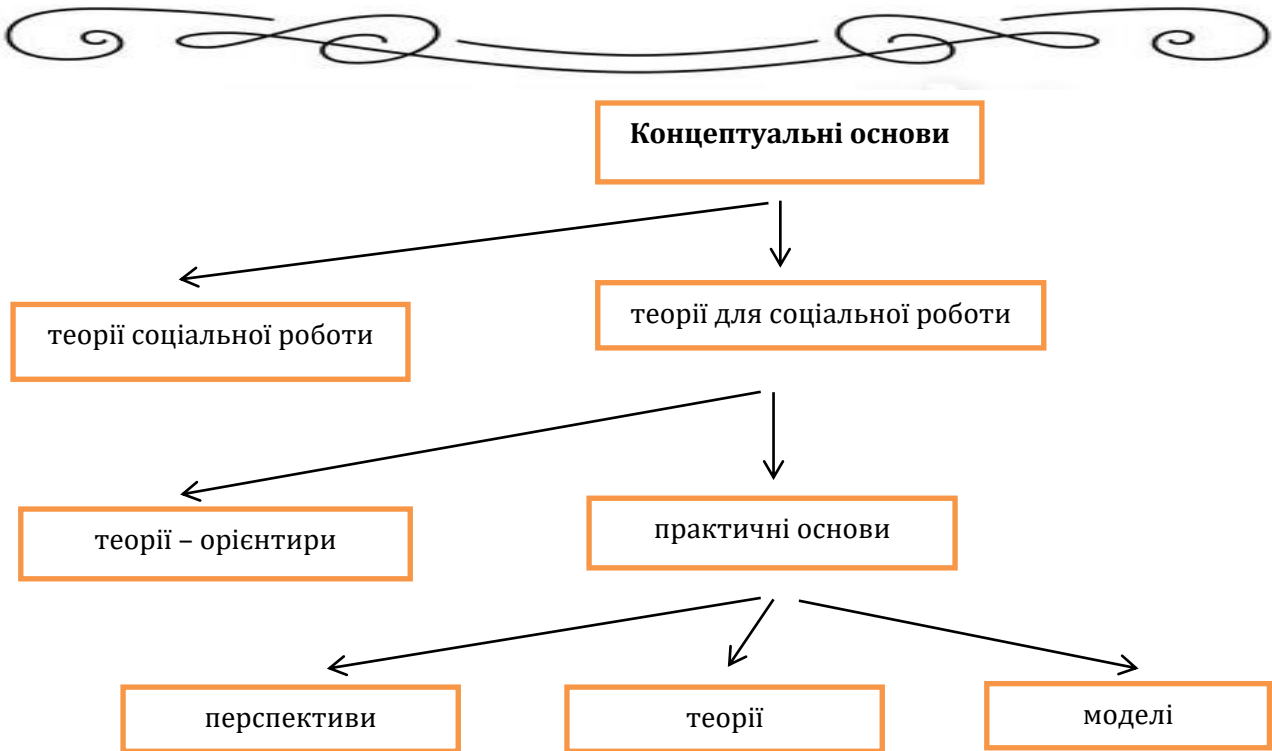 Концептуальні основи
теорії соціальної роботи
теорії для соціальної роботи
теорії – орієнтири
практичні основи
перспективи
теорії
моделі